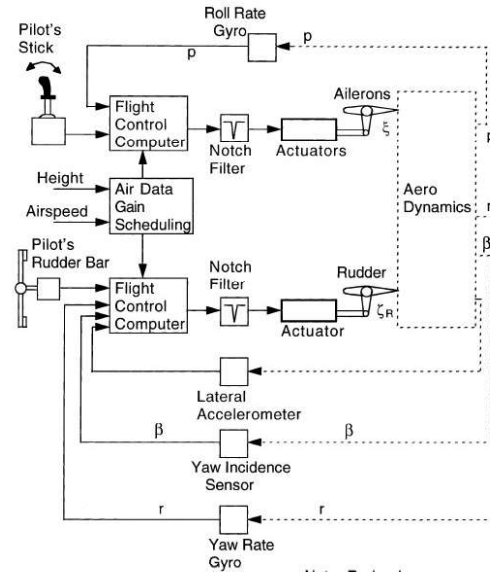 Roll Rate
Gyro
p
p
Pilot's
Stick
Flight
Control
Computer
Notch
Filter
Actuators
Ailerons
ξ
Height
Airspeed
Air Data
Gain
Scheduling
Aero
Dynamics
r
β
Pilot's
Rudder Bar
Flight
Control
Computer
Notch
Filter
Actuator
Rudder
ζR
Lateral
Accelerometer
β
β
Yaw Incidence
Sensor
r
r
Yaw Rate
Gyro